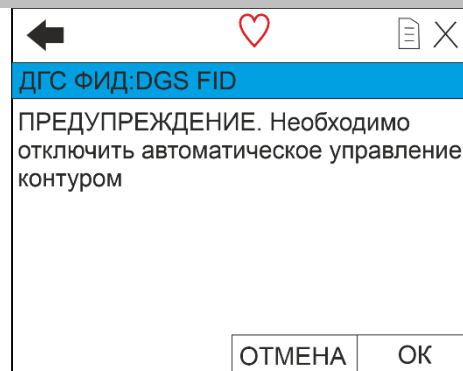 ДГС ФИД:DGS FID
ПРЕДУПРЕЖДЕНИЕ. Необходимо
отключить автоматическое управление
контуром
ОТМЕНА
ОК